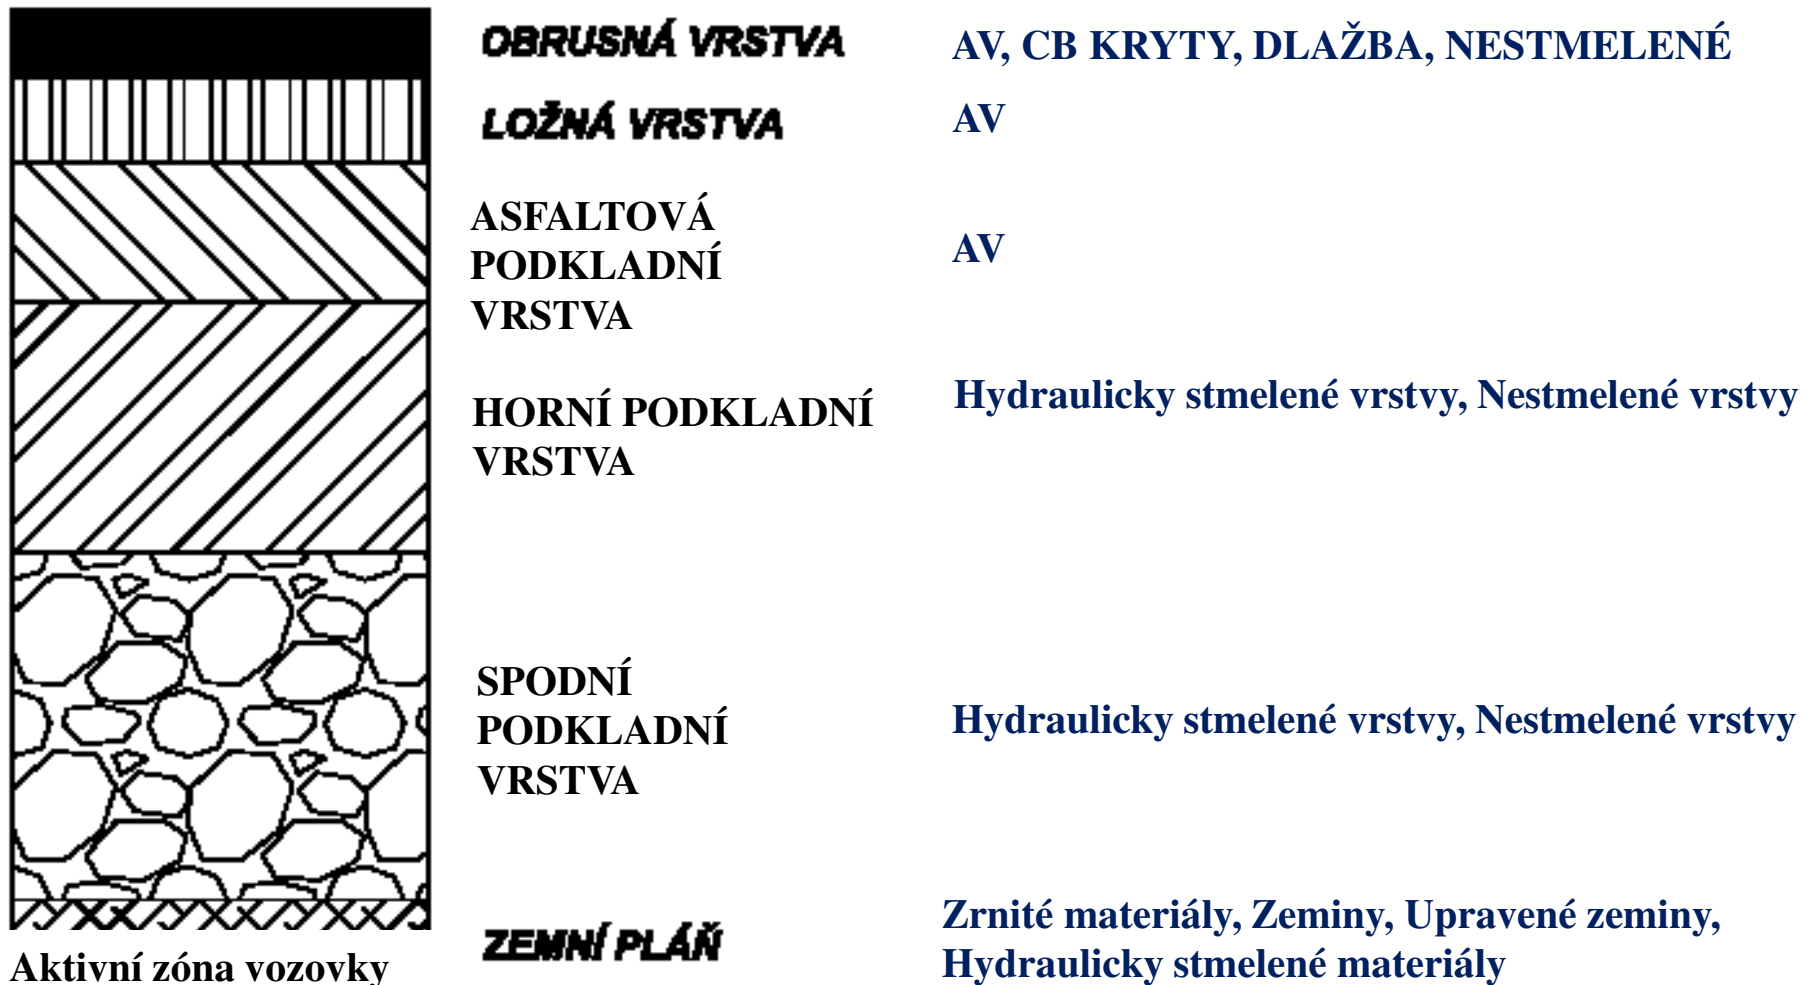 OBRUSNÁ VRSTVA
AV, CB KRYTY, DLAŽBA, NESTMELENÉ
LOŽNÁ VRSTVA
AV
ASFALTOVÁ
PODKLADNÍ
VRSTVA
AV
HORNÍ PODKLADNÍ
VRSTVA
Hydraulicky stmelené vrstvy, Nestmelené vrstvy
SPODNÍ
PODKLADNÍ
VRSTVA
Hydraulicky stmelené vrstvy, Nestmelené vrstvy
ZEMNÍ PLÁŇ
Zrnité materiály, Zeminy, Upravené zeminy,
Hydraulicky stmelené materiály
Aktivní zóna vozovky